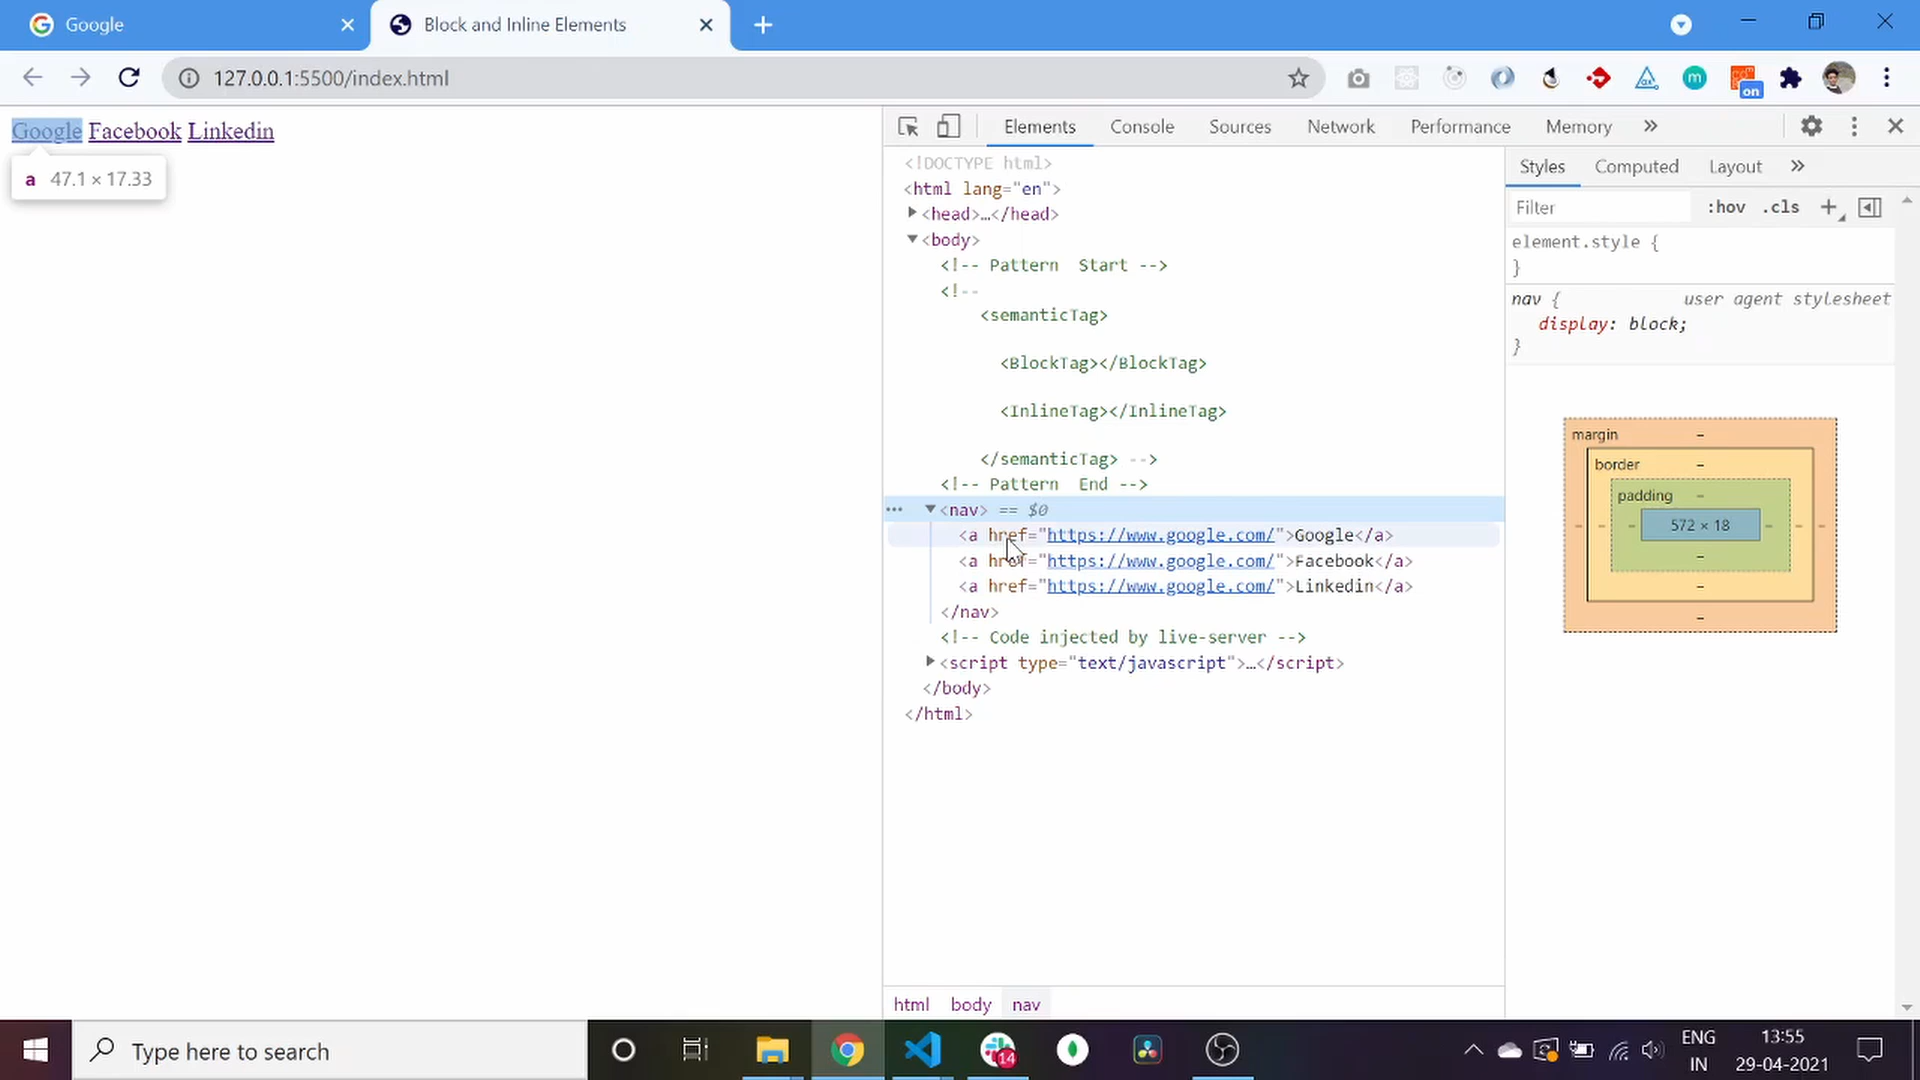 Google
Block and Inline Elements
127.0.0.1:5500/index.html
on
Google Facebook Linkedin
a 47.1 × 17.33
Elements Console Sources Network Performance Memory
<!DOCTYPE html>
<html lang="en">
<head>…</head>
<body>
<!-- Pattern  Start -->
<!--
<semanticTag>
<BlockTag></BlockTag>
<InlineTag></InlineTag>
</semanticTag> -->
<!-- Pattern  End -->
<nav> == $0
<a href="https://www.google.com/">Google</a>
<a href="https://www.google.com/">Facebook</a>
<a href="https://www.google.com/">Linkedin</a>
</nav>
<!-- Code injected by live-server -->
<script type="text/javascript">…</script>
</body>
</html>
html body nav
Styles Computed Layout
Filter :hov .cls
element.style {
}
nav { user agent stylesheet
display: block;
}
margin –
border –
padding –
– – – 572 × 18 – – –
–
–
–
Type here to search
14
ENG
IN
13:55
29-04-2021